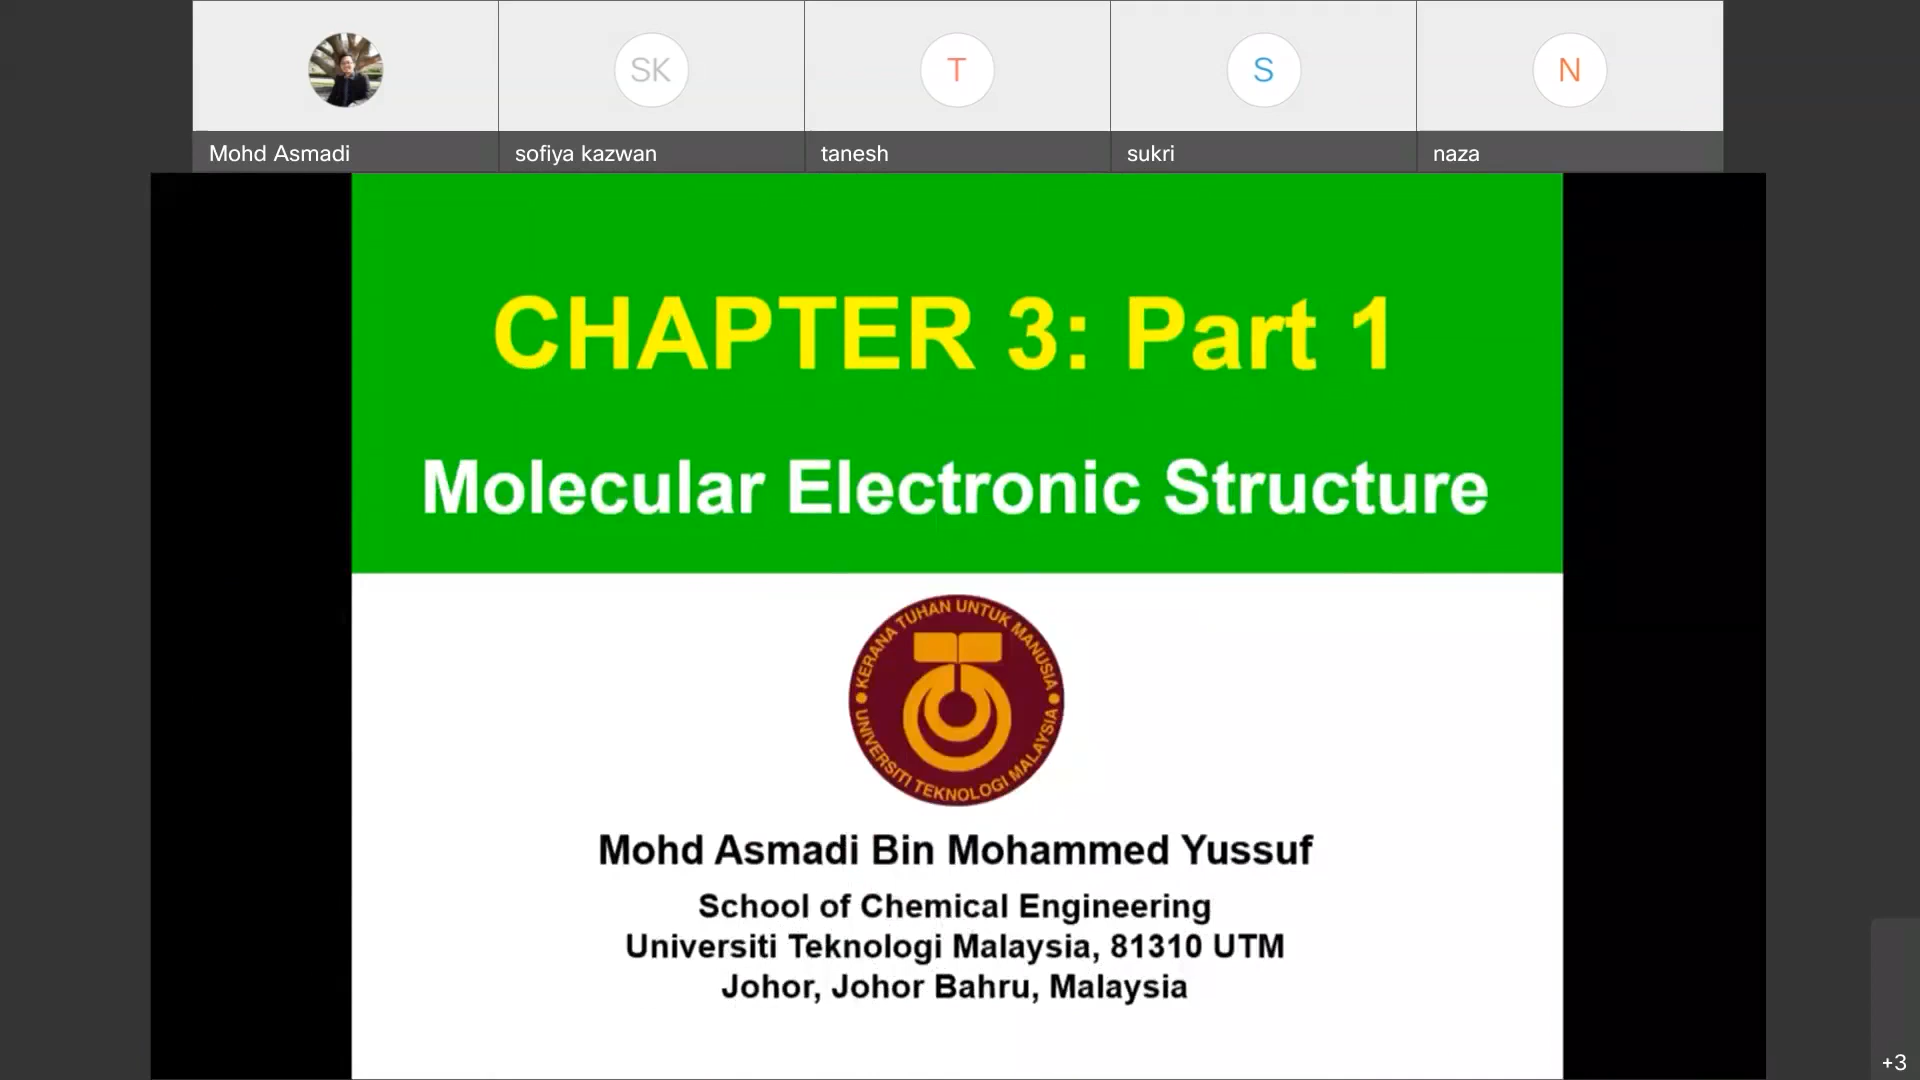 SK
T
S
N
Mohd Asmadi
sofiya kazwan
tanesh
sukri
naza
CHAPTER 3: Part 1
Molecular Electronic Structure
KERANA TUHAN UNTUK MANUSIA
UNIVERSITI TEKNOLOGI MALAYSIA
Mohd Asmadi Bin Mohammed Yussuf
School of Chemical Engineering
Universiti Teknologi Malaysia, 81310 UTM
Johor, Johor Bahru, Malaysia
+3